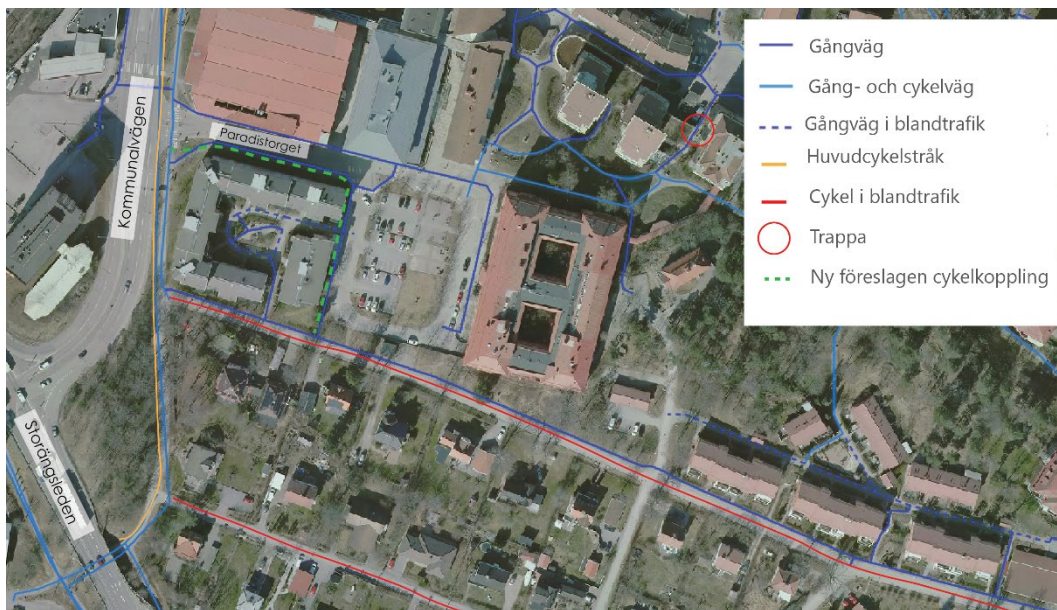 Gångväg
Gång- och cykelväg
Gångväg i blandtrafik
Huvudcykelstråk
Cykel i blandtrafik
Trappa
Ny föreslagen cykelkoppling
;
Kommunalvägen
Paradistorget
Storängsleden